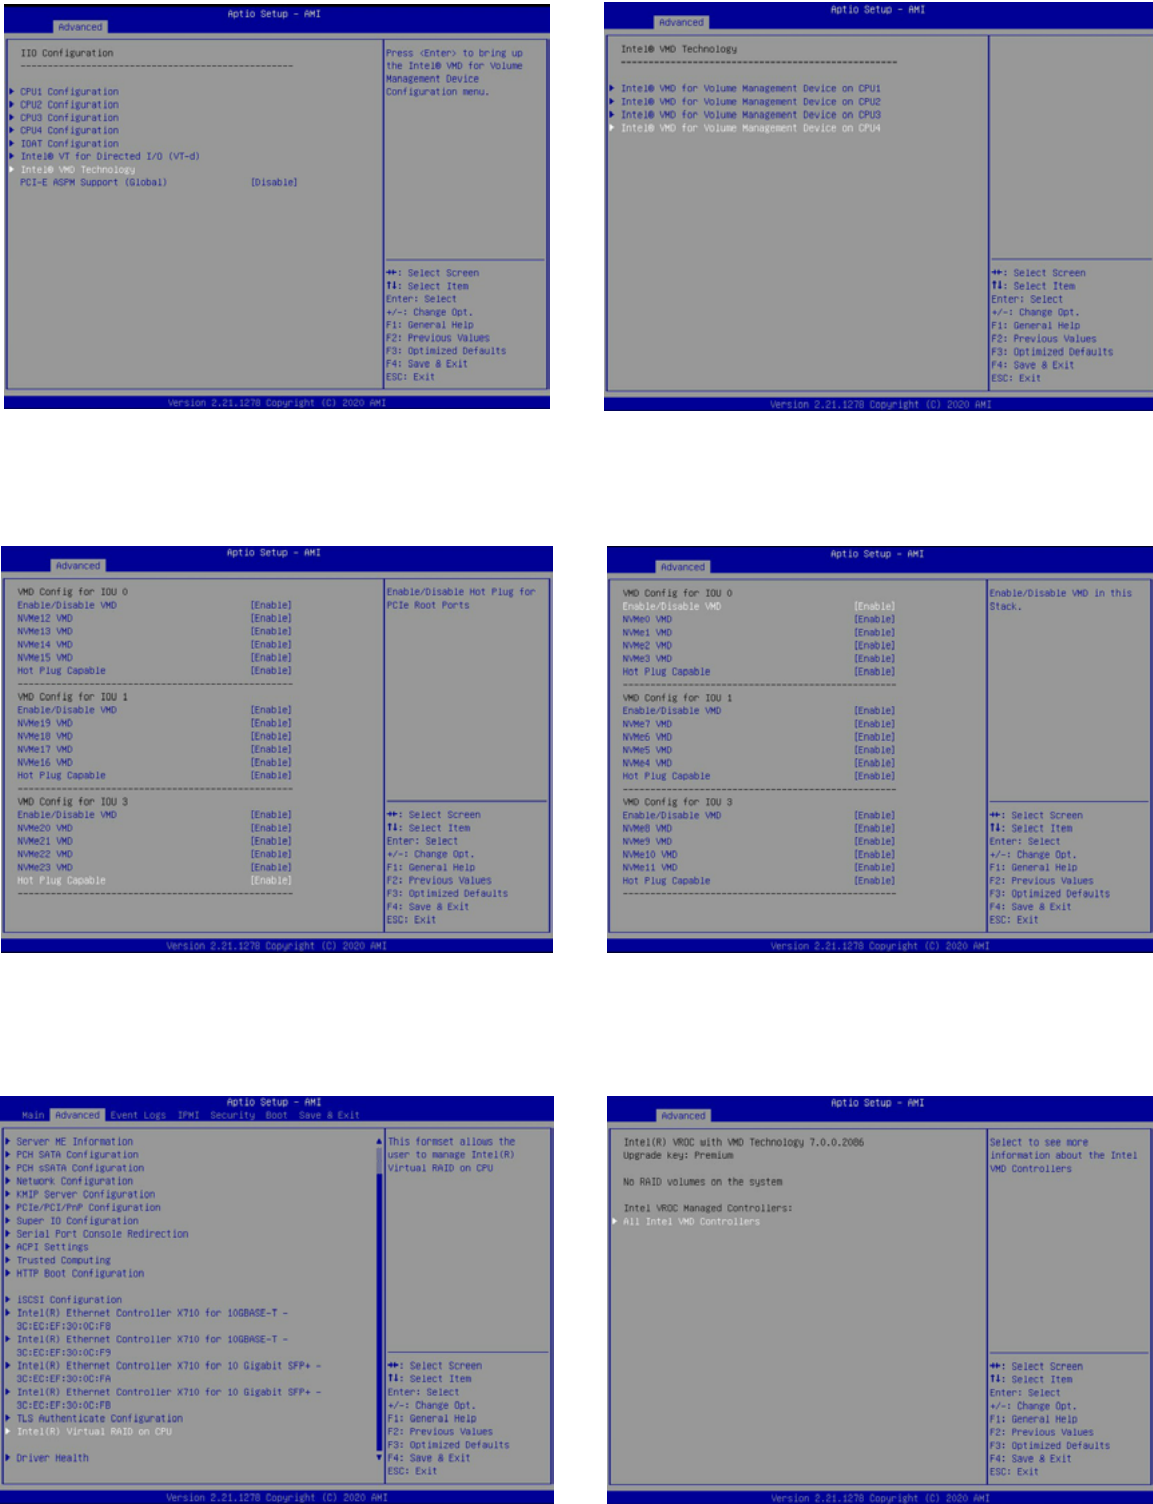 Aptio Setup - AMI
Advanced
IIO Configuration
Press <Enter> to bring up
the Intel® VMD for Volume
Management Device
Configuration menu.
CPU1 Configuration
CPU2 Configuration
CPU3 Configuration
CPU4 Configuration
IOAT Configuration
Intel® VT for Directed I/O (VT-d)
Intel® VMD Technology
PCI-E ASPM Support (Global) [Disable]
→←: Select Screen
↑↓: Select Item
Enter: Select
+/-: Change Opt.
F1: General Help
F2: Previous Values
F3: Optimized Defaults
F4: Save & Exit
ESC: Exit
Version 2.21.1278 Copyright (C) 2020 AMI
Aptio Setup - AMI
Advanced
Intel® VMD Technology
Intel® VMD for Volume Management Device on CPU1
Intel® VMD for Volume Management Device on CPU2
Intel® VMD for Volume Management Device on CPU3
Intel® VMD for Volume Management Device on CPU4
→←: Select Screen
↑↓: Select Item
Enter: Select
+/-: Change Opt.
F1: General Help
F2: Previous Values
F3: Optimized Defaults
F4: Save & Exit
ESC: Exit
Version 2.21.1278 Copyright (C) 2020 AMI
Aptio Setup - AMI
Advanced
VMD Config for IOU 0
Enable/Disable VMD [Enable]
NVMe12 VMD [Enable]
NVMe13 VMD [Enable]
NVMe14 VMD [Enable]
NVMe15 VMD [Enable]
Hot Plug Capable [Enable]
VMD Config for IOU 1
Enable/Disable VMD [Enable]
NVMe19 VMD [Enable]
NVMe18 VMD [Enable]
NVMe17 VMD [Enable]
NVMe16 VMD [Enable]
Hot Plug Capable [Enable]
VMD Config for IOU 3
Enable/Disable VMD [Enable]
NVMe20 VMD [Enable]
NVMe21 VMD [Enable]
NVMe22 VMD [Enable]
NVMe23 VMD [Enable]
Hot Plug Capable [Enable]
Enable/Disable Hot Plug for
PCIe Root Ports
→←: Select Screen
↑↓: Select Item
Enter: Select
+/-: Change Opt.
F1: General Help
F2: Previous Values
F3: Optimized Defaults
F4: Save & Exit
ESC: Exit
Version 2.21.1278 Copyright (C) 2020 AMI
Aptio Setup - AMI
Advanced
VMD Config for IOU 0
Enable/Disable VMD [Enable]
NVMe0 VMD [Enable]
NVMe1 VMD [Enable]
NVMe2 VMD [Enable]
NVMe3 VMD [Enable]
Hot Plug Capable [Enable]
VMD Config for IOU 1
Enable/Disable VMD [Enable]
NVMe7 VMD [Enable]
NVMe6 VMD [Enable]
NVMe5 VMD [Enable]
NVMe4 VMD [Enable]
Hot Plug Capable [Enable]
VMD Config for IOU 3
Enable/Disable VMD [Enable]
NVMe8 VMD [Enable]
NVMe9 VMD [Enable]
NVMe10 VMD [Enable]
NVMe11 VMD [Enable]
Hot Plug Capable [Enable]
Enable/Disable VMD in this
Stack.
→←: Select Screen
↑↓: Select Item
Enter: Select
+/-: Change Opt.
F1: General Help
F2: Previous Values
F3: Optimized Defaults
F4: Save & Exit
ESC: Exit
Version 2.21.1278 Copyright (C) 2020 AMI
Aptio Setup - AMI
Main Advanced Event Logs IPMI Security Boot Save & Exit
Server ME Information
PCH SATA Configuration
PCH sSATA Configuration
Network Configuration
KMIP Server Configuration
PCIe/PCI/PnP Configuration
Super IO Configuration
Serial Port Console Redirection
ACPI Settings
Trusted Computing
HTTP Boot Configuration
iSCSI Configuration
Intel(R) Ethernet Controller X710 for 10GBASE-T -
3C:EC:EF:30:0C:F8
Intel(R) Ethernet Controller X710 for 10GBASE-T -
3C:EC:EF:30:0C:F9
Intel(R) Ethernet Controller X710 for 10 Gigabit SFP+ -
3C:EC:EF:30:0C:FA
Intel(R) Ethernet Controller X710 for 10 Gigabit SFP+ -
3C:EC:EF:30:0C:FB
TLS Authenticate Configuration
Intel(R) Virtual RAID on CPU
Driver Health
This formset allows the
user to manage Intel(R)
Virtual RAID on CPU
→←: Select Screen
↑↓: Select Item
Enter: Select
+/-: Change Opt.
F1: General Help
F2: Previous Values
F3: Optimized Defaults
F4: Save & Exit
ESC: Exit
Version 2.21.1278 Copyright (C) 2020 AMI
Aptio Setup - AMI
Advanced
Intel(R) VROC with VMD Technology 7.0.0.2086
Upgrade key: Premium
No RAID volumes on the system
Intel VROC Managed Controllers:
All Intel VMD Controllers
Select to see more
information about the Intel
VMD Controllers
→←: Select Screen
↑↓: Select Item
Enter: Select
+/-: Change Opt.
F1: General Help
F2: Previous Values
F3: Optimized Defaults
F4: Save & Exit
ESC: Exit
Version 2.21.1278 Copyright (C) 2020 AMI